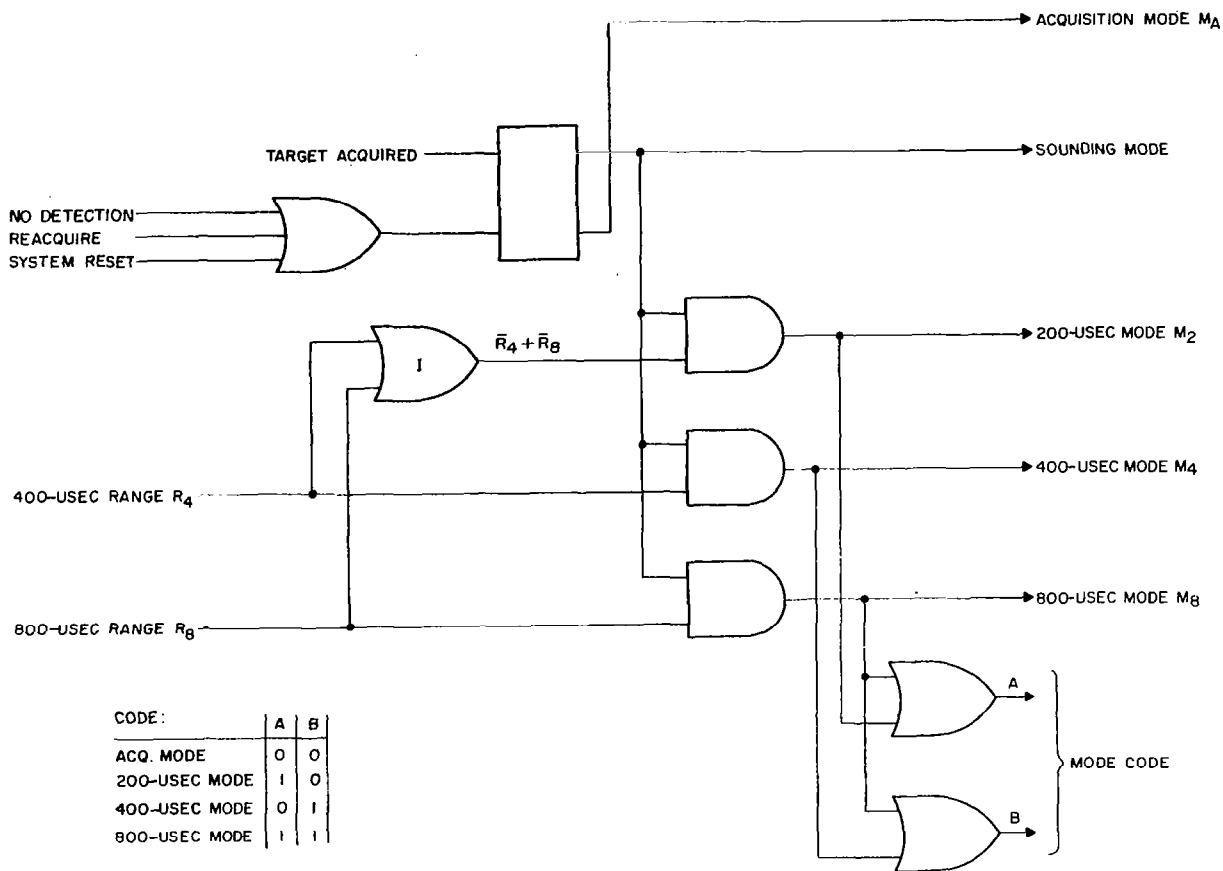 ACQUISITION MODE MA
TARGET ACQUIRED
SOUNDING MODE
NO DETECTION
REACQUIRE
SYSTEM RESET
I
R̄4 + R̄8
200-USEC MODE M2
400-USEC RANGE R4
400-USEC MODE M4
800-USEC RANGE R8
800-USEC MODE M8
A
MODE CODE
B
CODE: A B
ACQ. MODE 0 0
200-USEC MODE 1 0
400-USEC MODE 0 1
800-USEC MODE 1 1